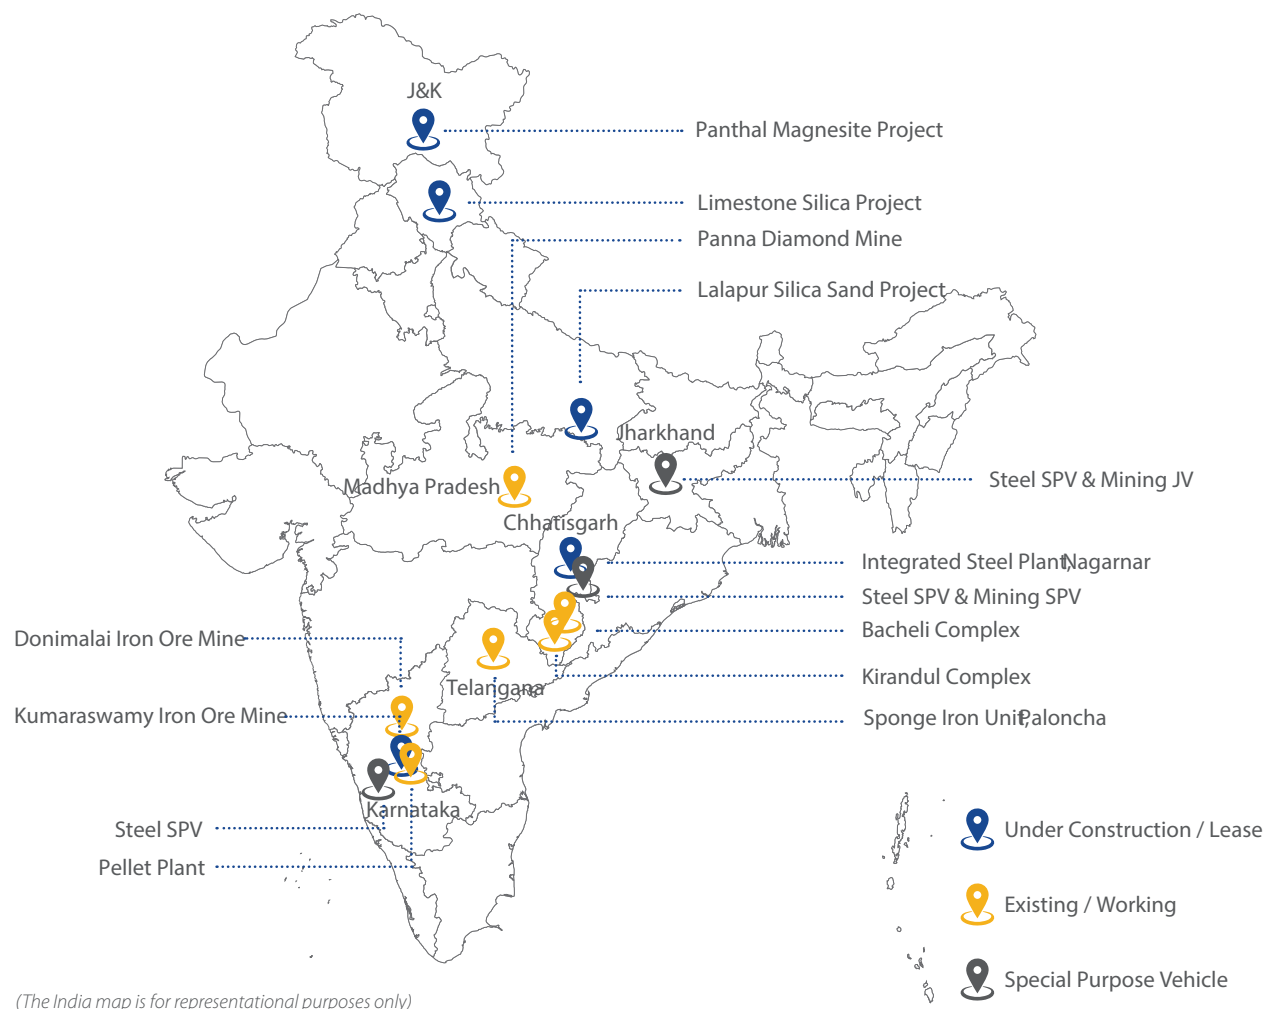 J&K
Panthal Magnesite Project
Limestone Silica Project
Panna Diamond Mine
Lalapur Silica Sand Project
Jharkhand
Madhya Pradesh
Steel SPV & Mining JV
Chhatisgarh
Integrated Steel Plant, Nagarnar
Steel SPV & Mining SPV
Bacheli Complex
Donimalai Iron Ore Mine
Kirandul Complex
Telangana
Kumaraswamy Iron Ore Mine
Sponge Iron Unit, Paloncha
Karnataka
Steel SPV
Pellet Plant
Under Construction / Lease
Existing / Working
Special Purpose Vehicle
(The India map is for representational purposes only)